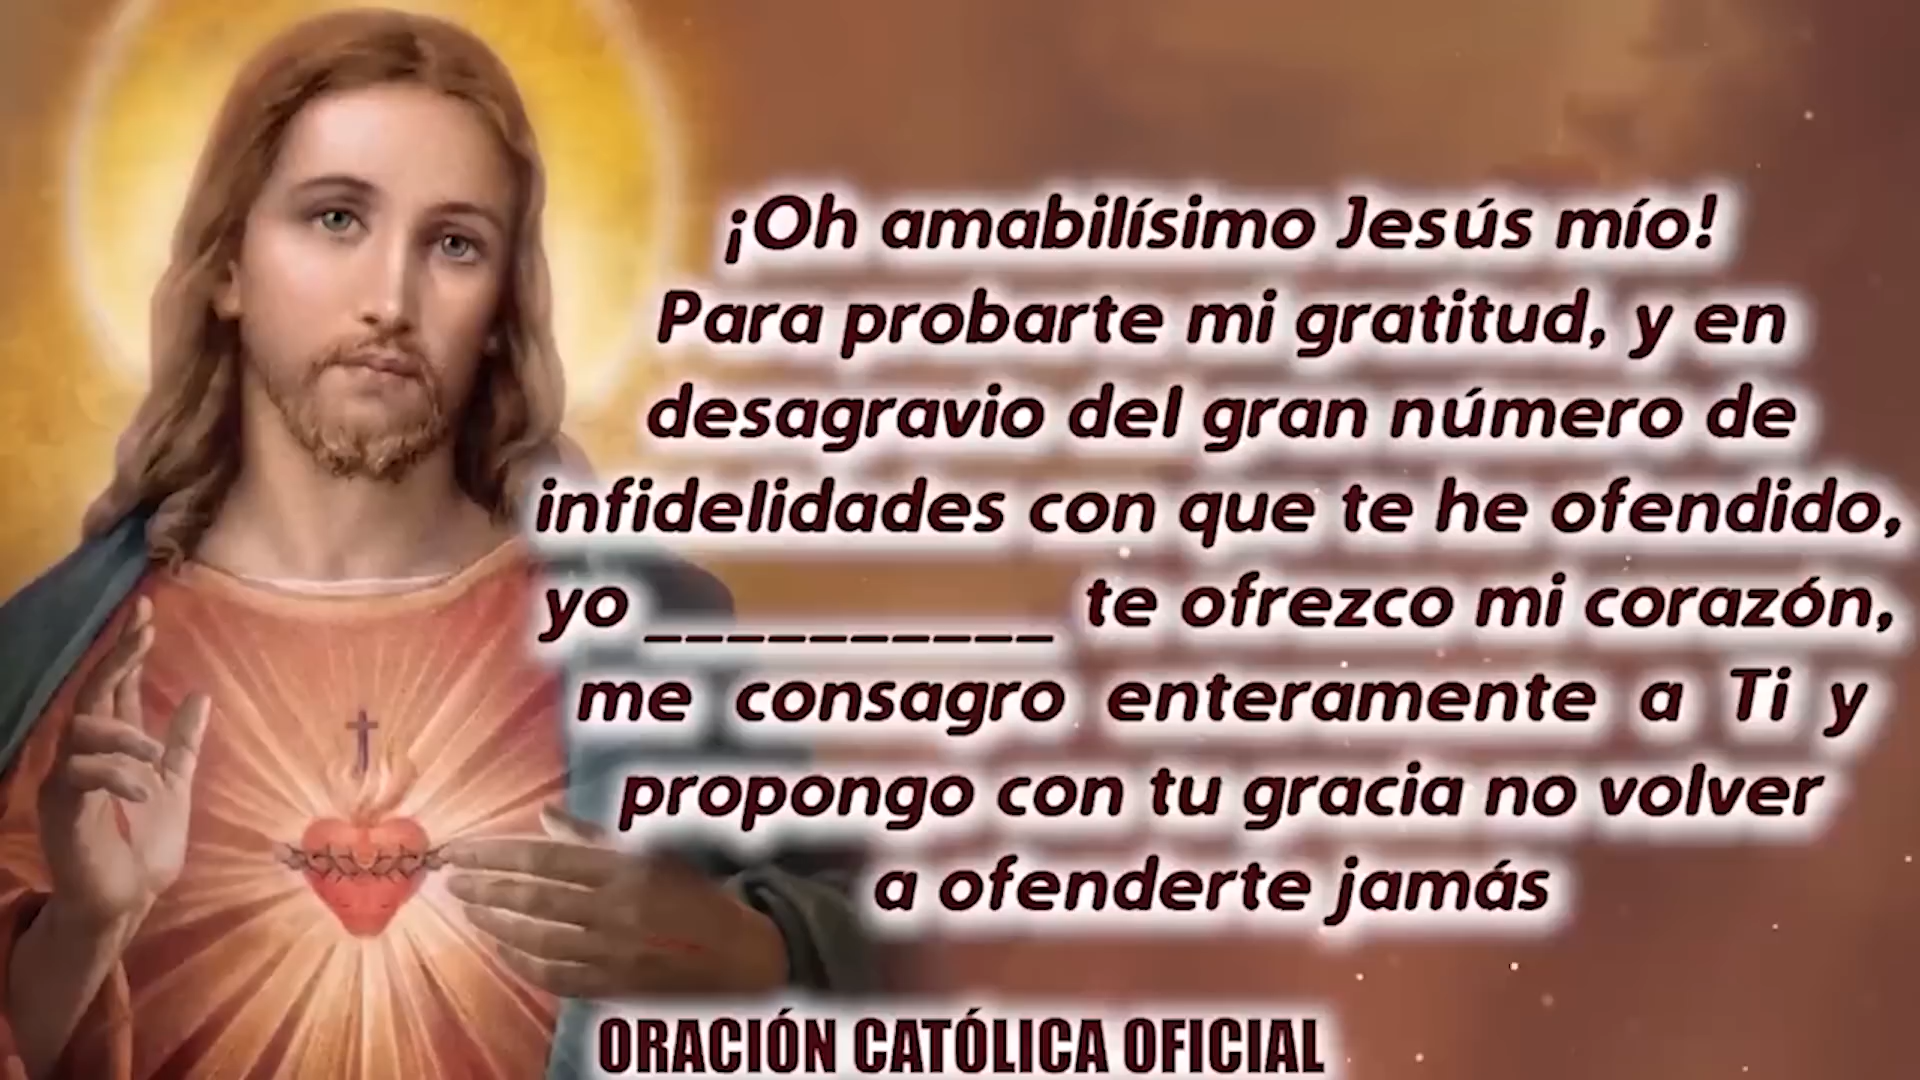 ¡Oh amabilísimo Jesús mío!
Para probarte mi gratitud, y en
desagravio del gran número de
infidelidades con que te he ofendido,
yo __________ te ofrezco mi corazón,
me consagro enteramente a Ti y
propongo con tu gracia no volver
a ofenderte jamás
ORACIÓN CATÓLICA OFICIAL